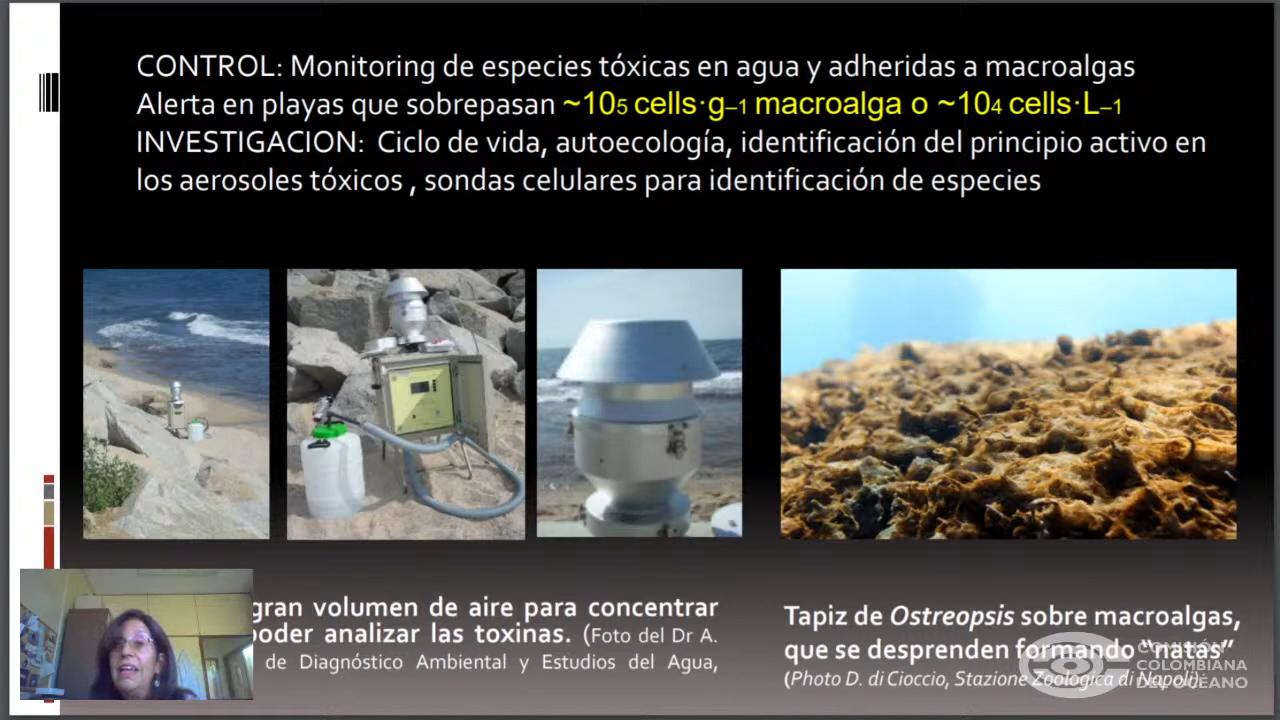 CONTROL: Monitoring de especies tóxicas en agua y adheridas a macroalgas
Alerta en playas que sobrepasan ~105 cells·g–1 macroalga o ~104 cells·L–1
INVESTIGACION: Ciclo de vida, autoecología, identificación del principio activo en
los aerosoles tóxicos , sondas celulares para identificación de especies
gran volumen de aire para concentrar
poder analizar las toxinas. (Foto del Dr A.
de Diagnóstico Ambiental y Estudios del Agua,
Tapiz de Ostreopsis sobre macroalgas,
que se desprenden formando “natas”
(Photo D. di Cioccio, Stazione Zoologica di Napoli).
COMISIÓN
COLOMBIANA
DEL OCÉANO